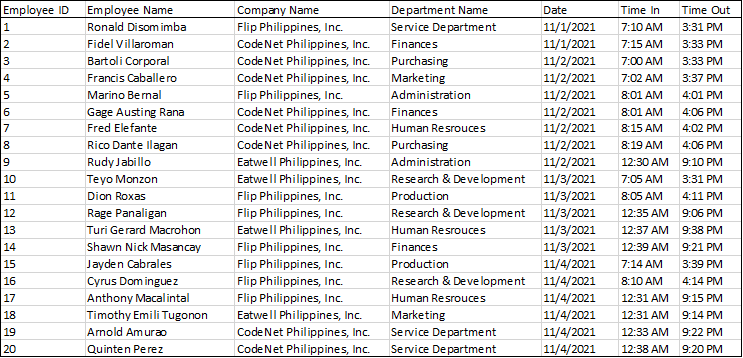 Employee ID Employee Name Company Name Department Name Date Time In Time Out
1 Ronald Disomimba Flip Philippines, Inc. Service Department 11/1/2021 7:10 AM 3:31 PM
2 Fidel Villaroman CodeNet Philippines, Inc. Finances 11/1/2021 7:15 AM 3:33 PM
3 Bartoli Corporal CodeNet Philippines, Inc. Purchasing 11/2/2021 7:00 AM 3:33 PM
4 Francis Caballero CodeNet Philippines, Inc. Marketing 11/2/2021 7:02 AM 3:37 PM
5 Marino Bernal Flip Philippines, Inc. Administration 11/2/2021 8:01 AM 4:01 PM
6 Gage Austing Rana CodeNet Philippines, Inc. Finances 11/2/2021 8:01 AM 4:06 PM
7 Fred Elefante CodeNet Philippines, Inc. Human Resrouces 11/2/2021 8:15 AM 4:02 PM
8 Rico Dante Ilagan CodeNet Philippines, Inc. Purchasing 11/2/2021 8:19 AM 4:06 PM
9 Rudy Jabillo Eatwell Philippines, Inc. Administration 11/2/2021 12:30 AM 9:10 PM
10 Teyo Monzon Eatwell Philippines, Inc. Research & Development 11/3/2021 7:05 AM 3:31 PM
11 Dion Roxas Flip Philippines, Inc. Production 11/3/2021 8:05 AM 4:11 PM
12 Rage Panaligan Flip Philippines, Inc. Research & Development 11/3/2021 12:35 AM 9:06 PM
13 Turi Gerard Macrohon Eatwell Philippines, Inc. Human Resrouces 11/3/2021 12:37 AM 9:38 PM
14 Shawn Nick Masancay Flip Philippines, Inc. Finances 11/3/2021 12:39 AM 9:21 PM
15 Jayden Cabrales Flip Philippines, Inc. Production 11/4/2021 7:14 AM 3:39 PM
16 Cyrus Dominguez Flip Philippines, Inc. Research & Development 11/4/2021 8:10 AM 4:14 PM
17 Anthony Macalintal Flip Philippines, Inc. Human Resrouces 11/4/2021 12:31 AM 9:15 PM
18 Timothy Emili Tugonon Eatwell Philippines, Inc. Marketing 11/4/2021 12:31 AM 9:14 PM
19 Arnold Amurao CodeNet Philippines, Inc. Service Department 11/4/2021 12:33 AM 9:22 PM
20 Quinten Perez CodeNet Philippines, Inc. Service Department 11/4/2021 12:38 AM 9:20 PM